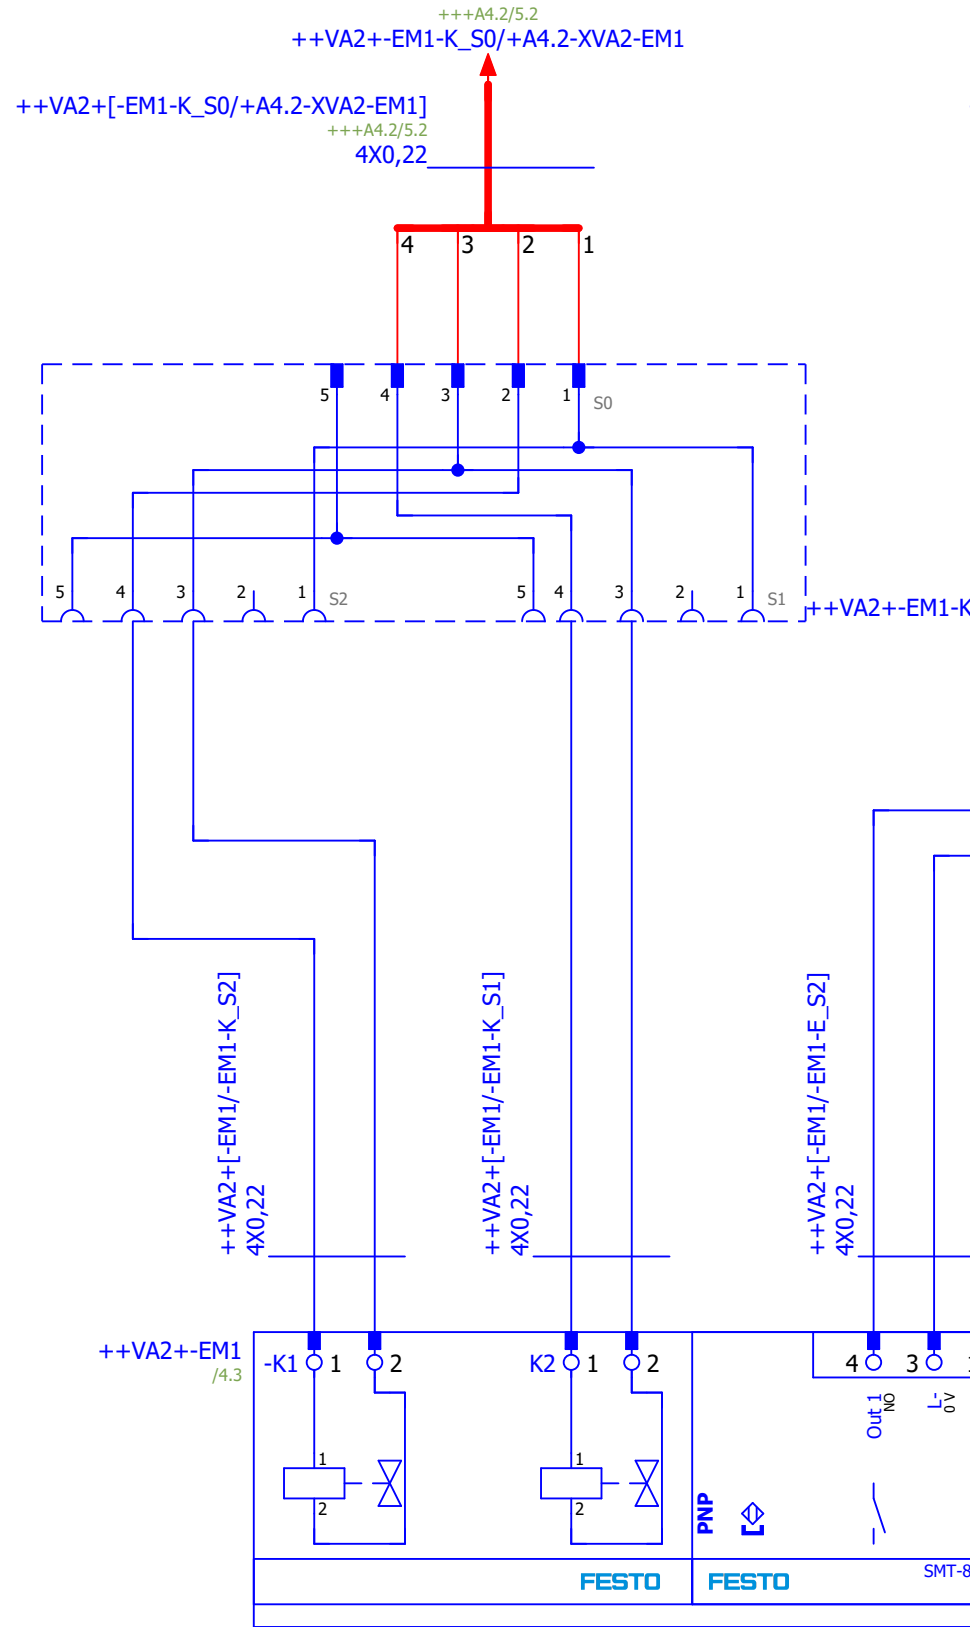 +++A4.2/5.2
++VA2+-EM1-K_S0/+A4.2-XVA2-EM1
++VA2+[-EM1-K_S0/+A4.2-XVA2-EM1]
+++A4.2/5.2
4X0,22
4 3 2 1
5 4 3 2 1 S0
5 4 3 2 1 S2 5 4 3 2 1 S1
++VA2+-EM1-K
++VA2+[-EM1/-EM1-K_S2]
4X0,22
++VA2+[-EM1/-EM1-K_S1]
4X0,22
++VA2+[-EM1/-EM1-E_S2]
4X0,22
++VA2+-EM1
/4.3
-K1 1 2 K2 1 2 4 3
Out 1
NO
L-
0 V
1
2
1
2
PNP
FESTO FESTO
SMT-8